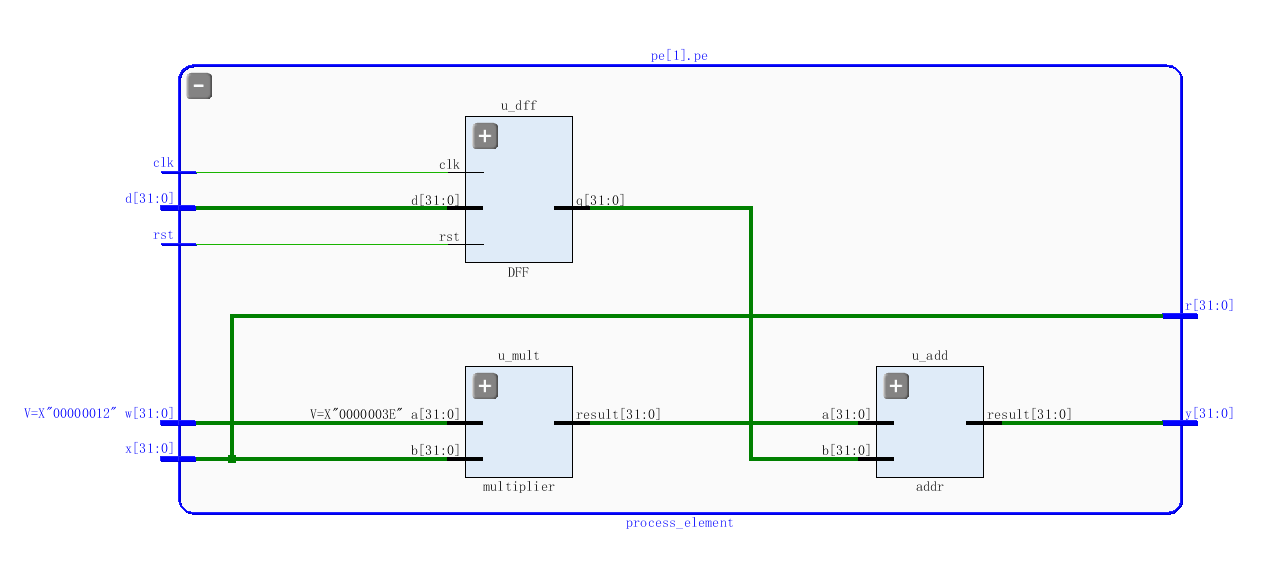 pe[1].pe
u_dff
clk
clk
d[31:0]
d[31:0]
q[31:0]
rst
rst
DFF
r[31:0]
u_mult
u_add
V=X"00000012" w[31:0]
V=X"0000003E" a[31:0]
result[31:0]
a[31:0]
result[31:0]
y[31:0]
x[31:0]
b[31:0]
b[31:0]
multiplier
addr
process_element